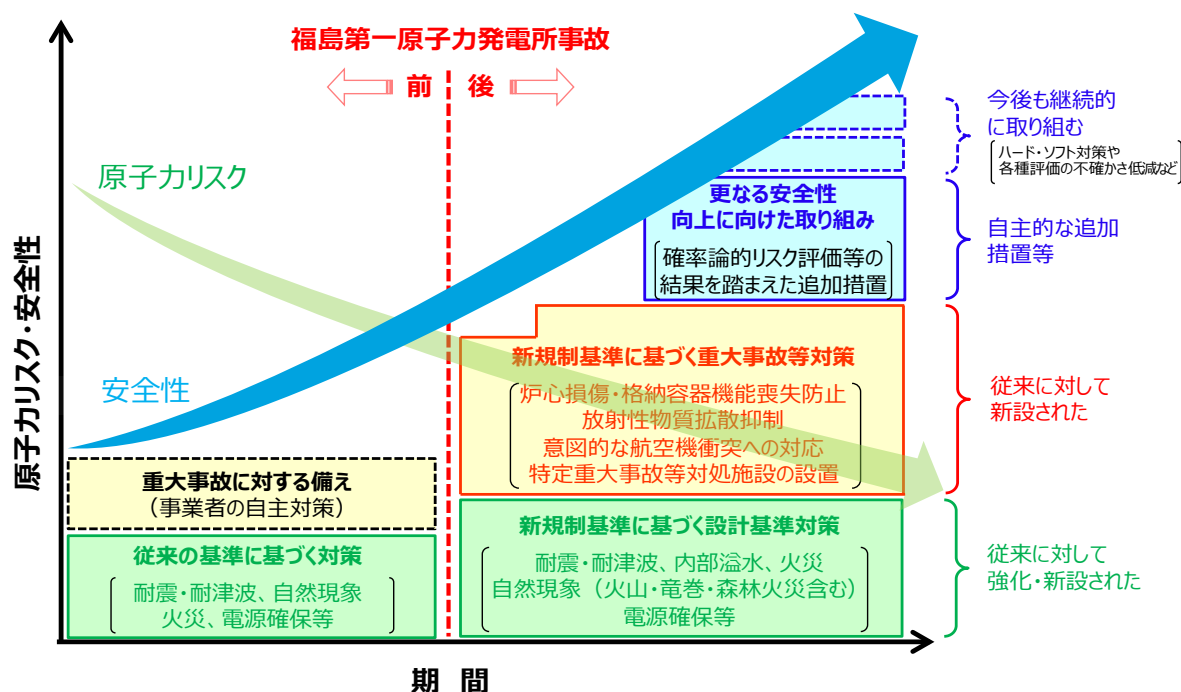 福島第一原子力発電所事故
前 後
原子力リスク・安全性
原子力リスク
安全性
今後も継続的
に取り組む
ハード・ソフト対策や
各種評価の不確かさ低減など
更なる安全性
向上に向けた取り組み
確率論的リスク評価等の
結果を踏まえた追加措置
自主的な追加
措置等
新規制基準に基づく重大事故等対策
炉心損傷・格納容器機能喪失防止
放射性物質拡散抑制
意図的な航空機衝突への対応
特定重大事故等対処施設の設置
従来に対して
新設された
重大事故に対する備え
（事業者の自主対策）
従来の基準に基づく対策
耐震・耐津波、自然現象
火災、電源確保等
新規制基準に基づく設計基準対策
耐震・耐津波、内部溢水、火災
自然現象（火山・竜巻・森林火災含む）
電源確保等
従来に対して
強化・新設された
期 間